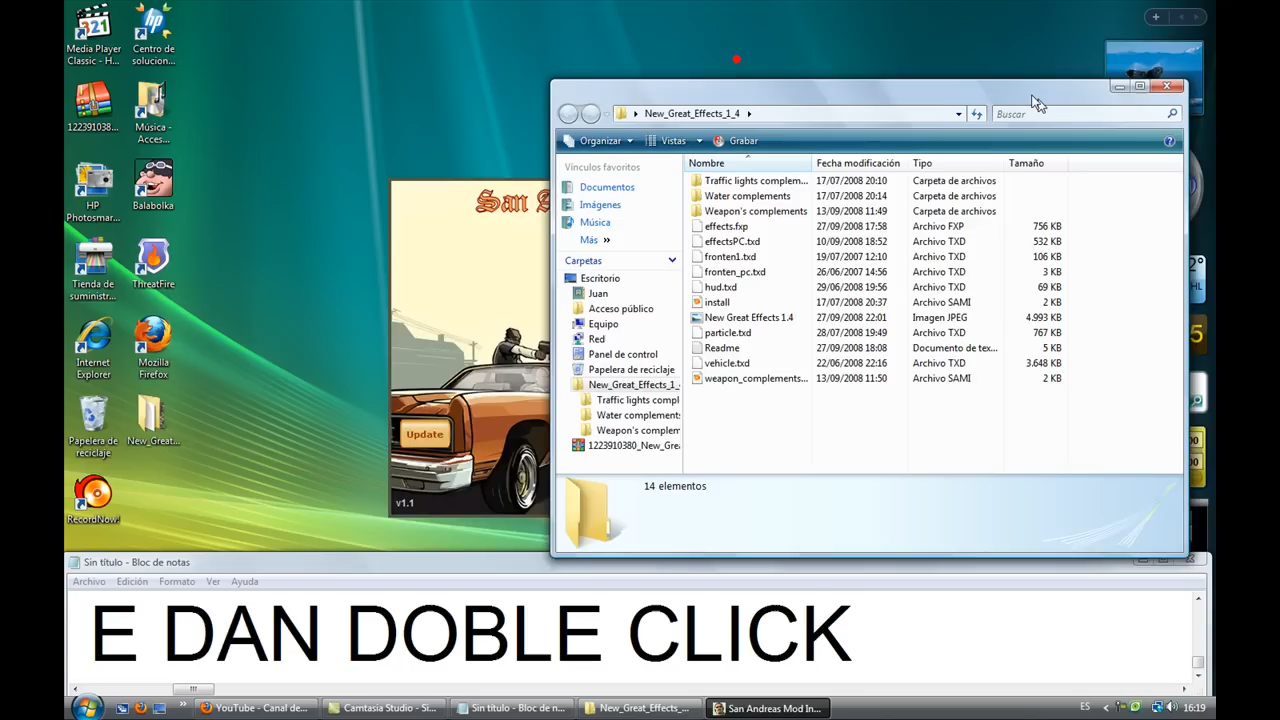 Media Player
Classic - H...
Centro de
solucion...
122391038...
Música -
Acces...
HP
Photosmar...
Balabolka
Tienda de
suministr...
ThreatFire
Internet
Explorer
Mozilla
Firefox
Papelera de
reciclaje
New_Great...
RecordNow!
San A
Update
v1.1
New_Great_Effects_1_4
Buscar
Organizar
Vistas
Grabar
Vínculos favoritos
Documentos
Imágenes
Música
Más »
Carpetas
Escritorio
Juan
Acceso público
Equipo
Red
Panel de control
Papelera de reciclaje
New_Great_Effects_1_
Traffic lights compl
Water complements
Weapon's complem
1223910380_New_Grea
Nombre Fecha modificación Tipo Tamaño
Traffic lights complem... 17/07/2008 20:10 Carpeta de archivos
Water complements 17/07/2008 20:14 Carpeta de archivos
Weapon's complements 13/09/2008 11:49 Carpeta de archivos
effects.fxp 27/09/2008 17:58 Archivo FXP 756 KB
effectsPC.txd 10/09/2008 18:52 Archivo TXD 532 KB
fronten1.txd 19/07/2007 12:10 Archivo TXD 106 KB
fronten_pc.txd 26/06/2007 14:56 Archivo TXD 3 KB
hud.txd 29/06/2008 19:56 Archivo TXD 69 KB
install 17/07/2008 20:37 Archivo SAMI 2 KB
New Great Effects 1.4 27/09/2008 22:01 Imagen JPEG 4.993 KB
particle.txd 28/07/2008 19:49 Archivo TXD 767 KB
Readme 27/09/2008 18:08 Documento de tex... 5 KB
vehicle.txd 22/06/2008 22:16 Archivo TXD 3.648 KB
weapon_complements... 13/09/2008 11:50 Archivo SAMI 2 KB
14 elementos
Sin título - Bloc de notas
Archivo Edición Formato Ver Ayuda
E DAN DOBLE CLICK
YouTube - Canal de...
Camtasia Studio - Si...
Sin título - Bloc de n...
New_Great_Effects_...
San Andreas Mod In...
ES
16:19